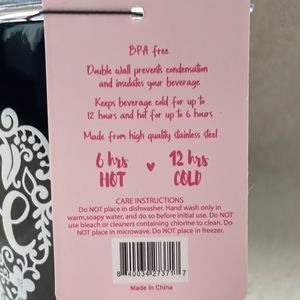 BPA free
Double wall prevents condensation
and insulates your beverage
Keeps beverage cold for up to
12 hours and hot for up to 6 hours
Made from high quality stainless steel
6 hrs ♥ 12 hrs
HOT COLD
CARE INSTRUCTIONS
Do NOT place in dishwasher. Hand wash only in
warm,soapy water, and do so before initial use. Do NOT
use bleach or cleaners containing chlorine to clean. Do
NOT place in microwave. Do NOT place in freezer.
8 40034 27371 7
Made in China